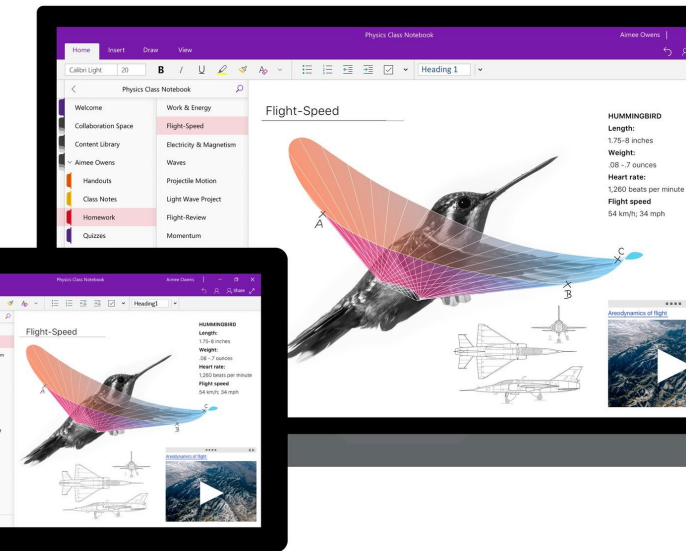 Physics Class Notebook
Aimee Owens
Home Insert Draw View
Calibri Light 20 B I U Heading 1
Physics Class Notebook
Welcome
Collaboration Space
Content Library
Aimee Owens
Handouts
Class Notes
Homework
Quizzes
Work & Energy
Flight-Speed
Electricity & Magnetism
Waves
Projectile Motion
Light Wave Project
Flight-Review
Momentum
Flight-Speed
A
B
C
HUMMINGBIRD
Length:
1.75-8 inches
Weight:
.08 -.7 ounces
Heart rate:
1,260 beats per minute
Flight speed
54 km/h; 34 mph
Areodynamics of flight
Physics Class Notebook
Aimee Owens
Share
Heading1
Flight-Speed
A
B
C
HUMMINGBIRD
Length:
1.75-8 inches
Weight:
.08 -.7 ounces
Heart rate:
1,260 beats per minute
Flight speed
54 km/h; 34 mph
Areodynamics of flight